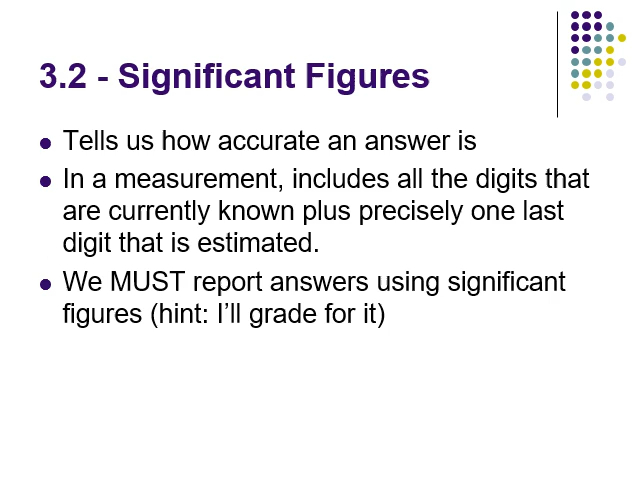 3.2 - Significant Figures
Tells us how accurate an answer is
In a measurement, includes all the digits that
are currently known plus precisely one last
digit that is estimated.
We MUST report answers using significant
figures (hint: I’ll grade for it)